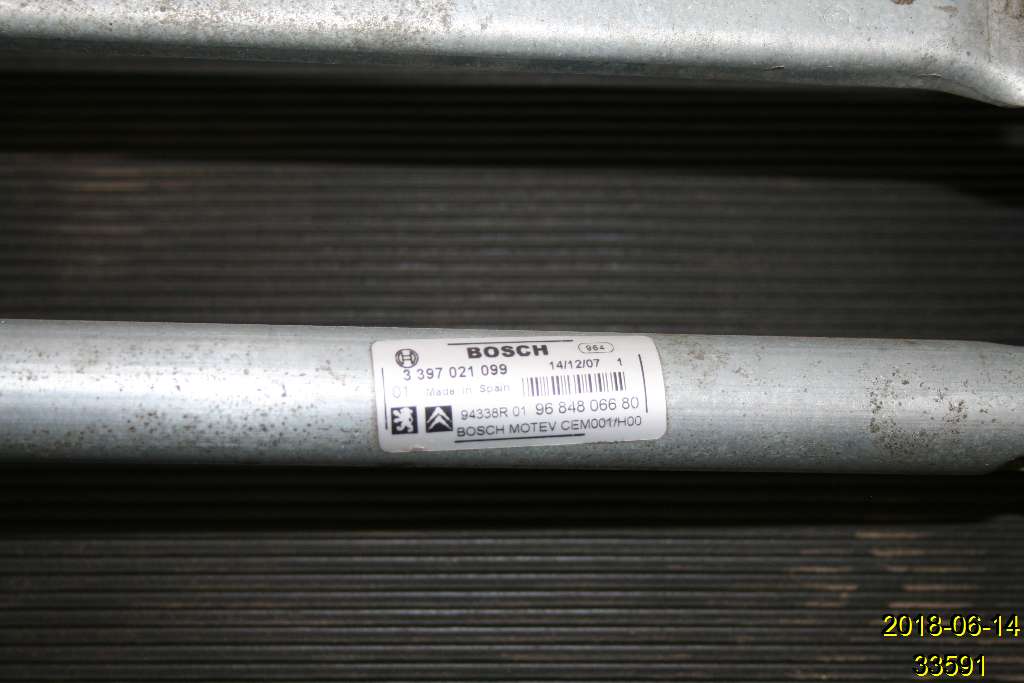 BOSCH 964
3 397 021 099 14/12/07 1
01 Made in Spain
94338R 01 96 848 066 80
BOSCH MOTEV CEM001/H00
2018-06-14
33591